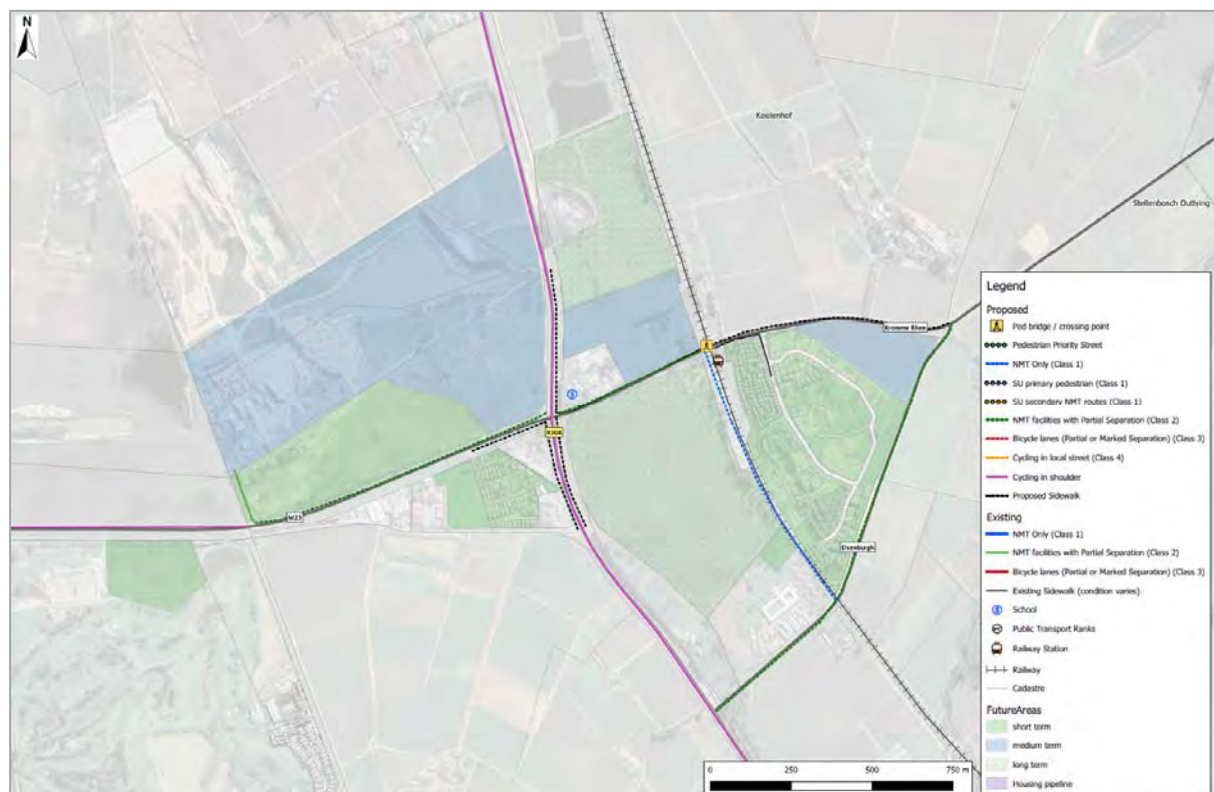 N
Koelenhof
Stellenbosch Outlying
Kromme Rhee
R304
M23
Elsenburgh
Legend
Proposed
Ped bridge / crossing point
Pedestrian Priority Street
NMT Only (Class 1)
SU primary pedestrian (Class 1)
SU secondary NMT routes (Class 1)
NMT facilities with Partial Separation (Class 2)
Bicycle lanes (Partial or Marked Separation) (Class 3)
Cycling in local street (Class 4)
Cycling in shoulder
Proposed Sidewalk
Existing
NMT Only (Class 1)
NMT facilities with Partial Separation (Class 2)
Bicycle lanes (Partial or Marked Separation) (Class 3)
Existing Sidewalk (condition varies)
School
Public Transport Ranks
Railway Station
Railway
Cadastre
FutureAreas
short term
medium term
long term
Housing pipeline
0 250 500 750 m